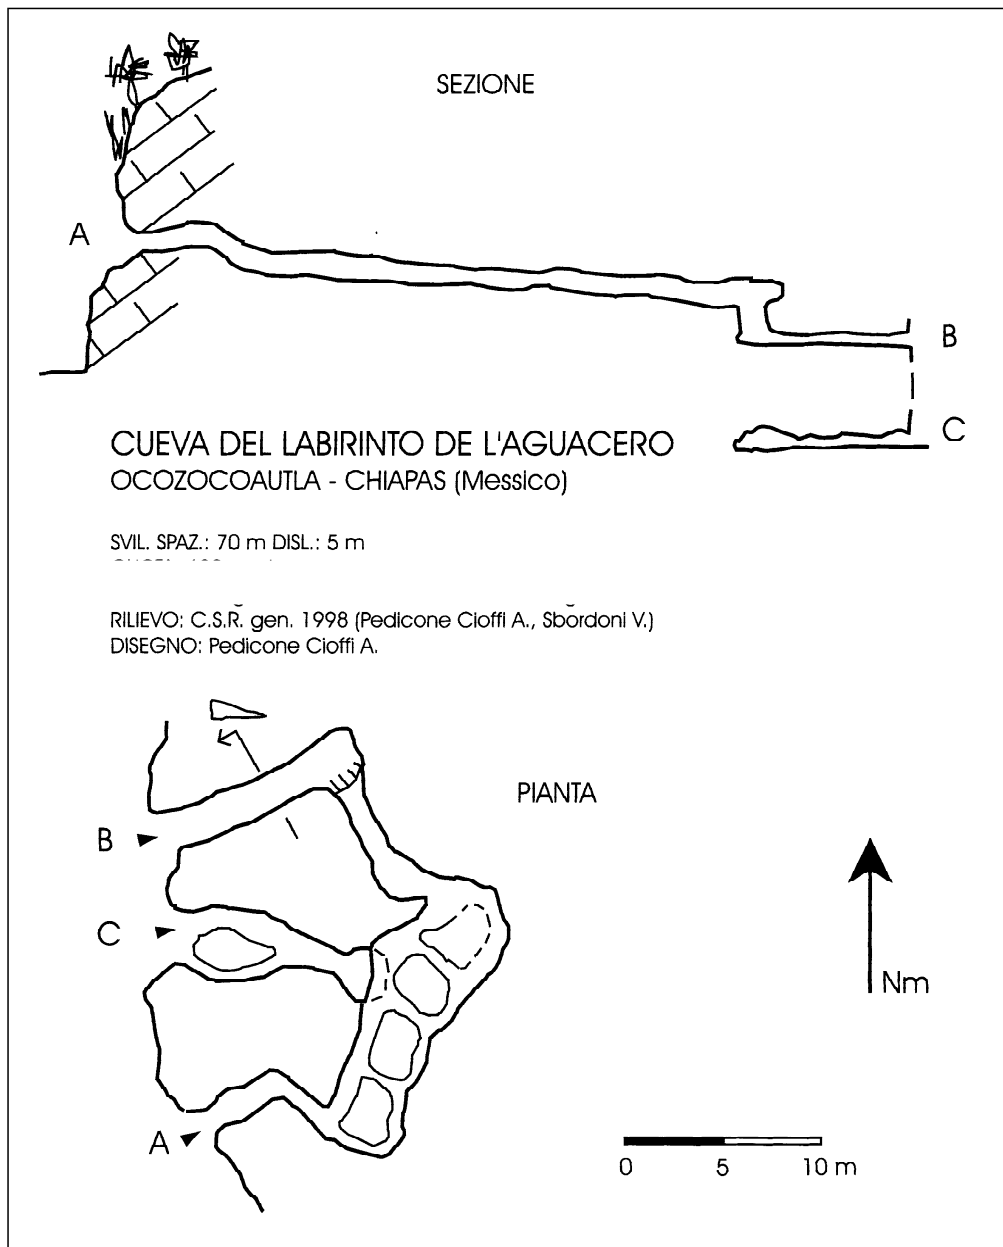 SEZIONE
A
B
C
CUEVA DEL LABIRINTO DE L'AGUACERO
OCOZOCOAUTLA - CHIAPAS (Messico)
SVIL. SPAZ.: 70 m DISL.: 5 m
RILIEVO: C.S.R. gen. 1998 (Pedicone Cioffi A., Sbordoni V.)
DISEGNO: Pedicone Cioffi A.
PIANTA
B
C
Nm
A
0 5 10 m